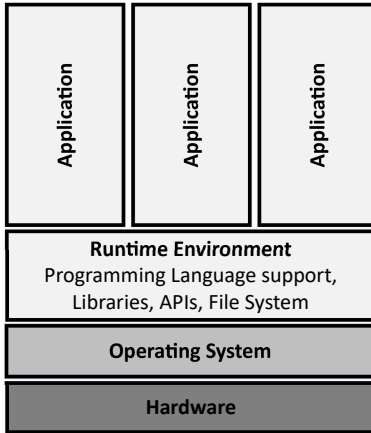 Application
Application
Application
Runtime Environment
Programming Language support,
Libraries, APIs, File System
Operating System
Hardware